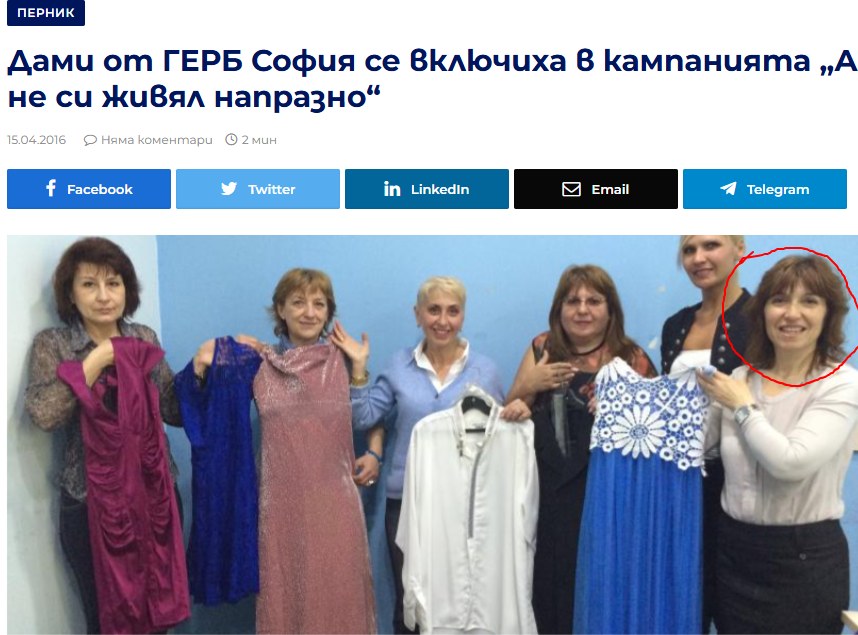 ПЕРНИК
Дами от ГЕРБ София се включиха в кампанията „А
не си живял напразно“
15.04.2016 Няма коментари 2 мин
Facebook Twitter LinkedIn Email Telegram